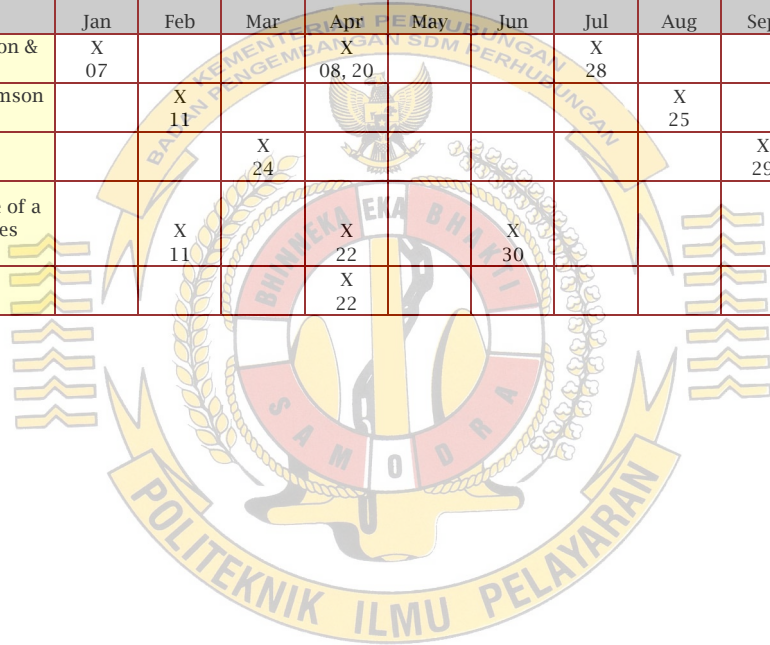 Jan Feb Mar Apr May Jun Jul Aug Sep
on & X X X
07 08, 20 28
mson X X
11 25
X X
24 29
e of a
es X X X
11 22 30
X
22
KEMENTERIAN PERHUBUNGAN
BADAN PENGEMBANGAN SDM PERHUBUNGAN
BHINNEKA EKA BHAKTI
SAMODRA
POLITEKNIK ILMU PELAYARAN